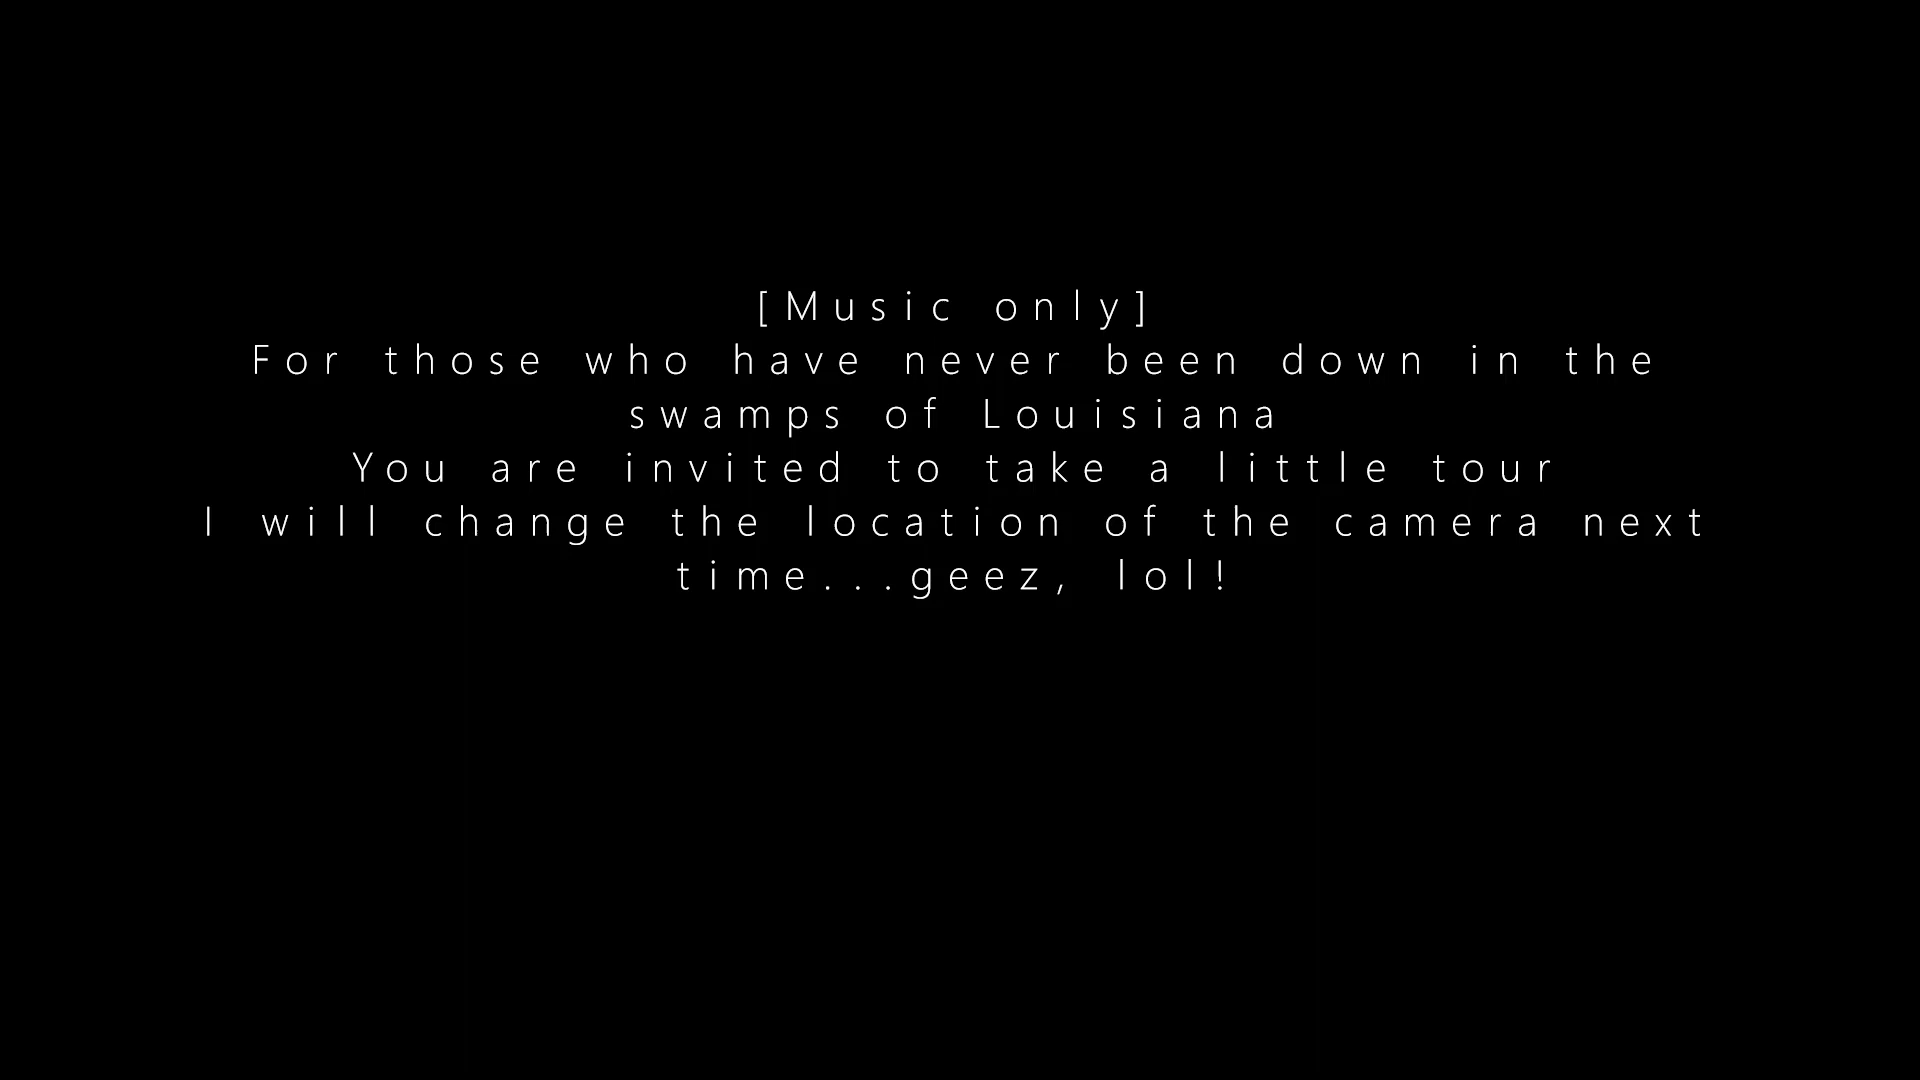 [Music only]
For those who have never been down in the
swamps of Louisiana
You are invited to take a little tour
I will change the location of the camera next
time...geez, lol!